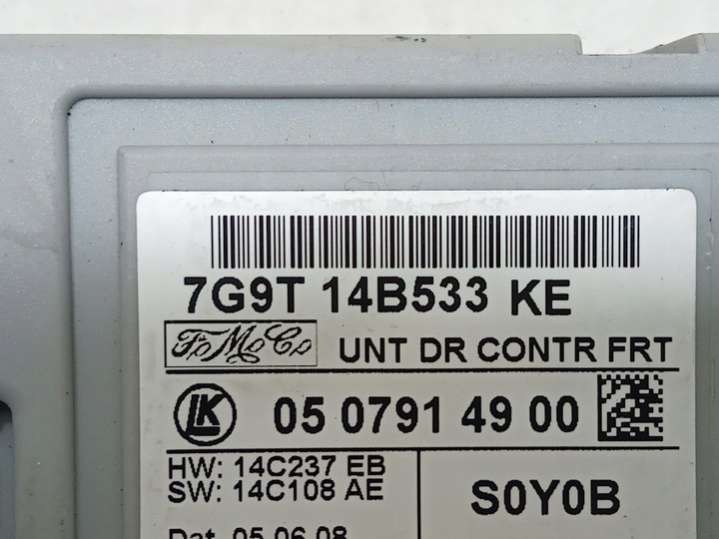 7G9T 14B533 KE
FoMoCo
UNT DR CONTR FRT
LK
05 0791 49 00
HW: 14C237 EB
SW: 14C108 AE
S0Y0B
Dat. 05.06.08